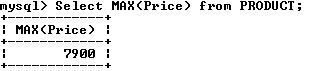 mysql> Select MAX(Price) from PRODUCT;
+------------+
| MAX(Price) |
+------------+
|       7900 |
+------------+